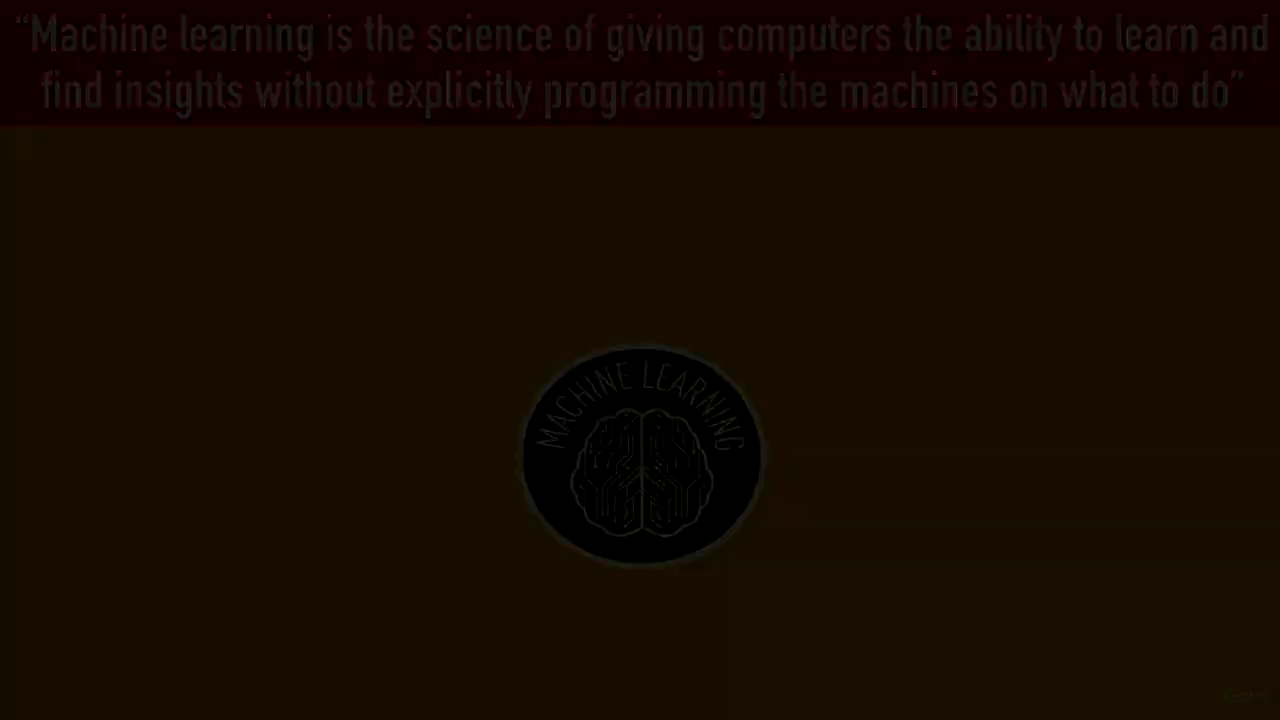 “Machine learning is the science of giving computers the ability to learn and
find insights without explicitly programming the machines on what to do”
MACHINE LEARNING